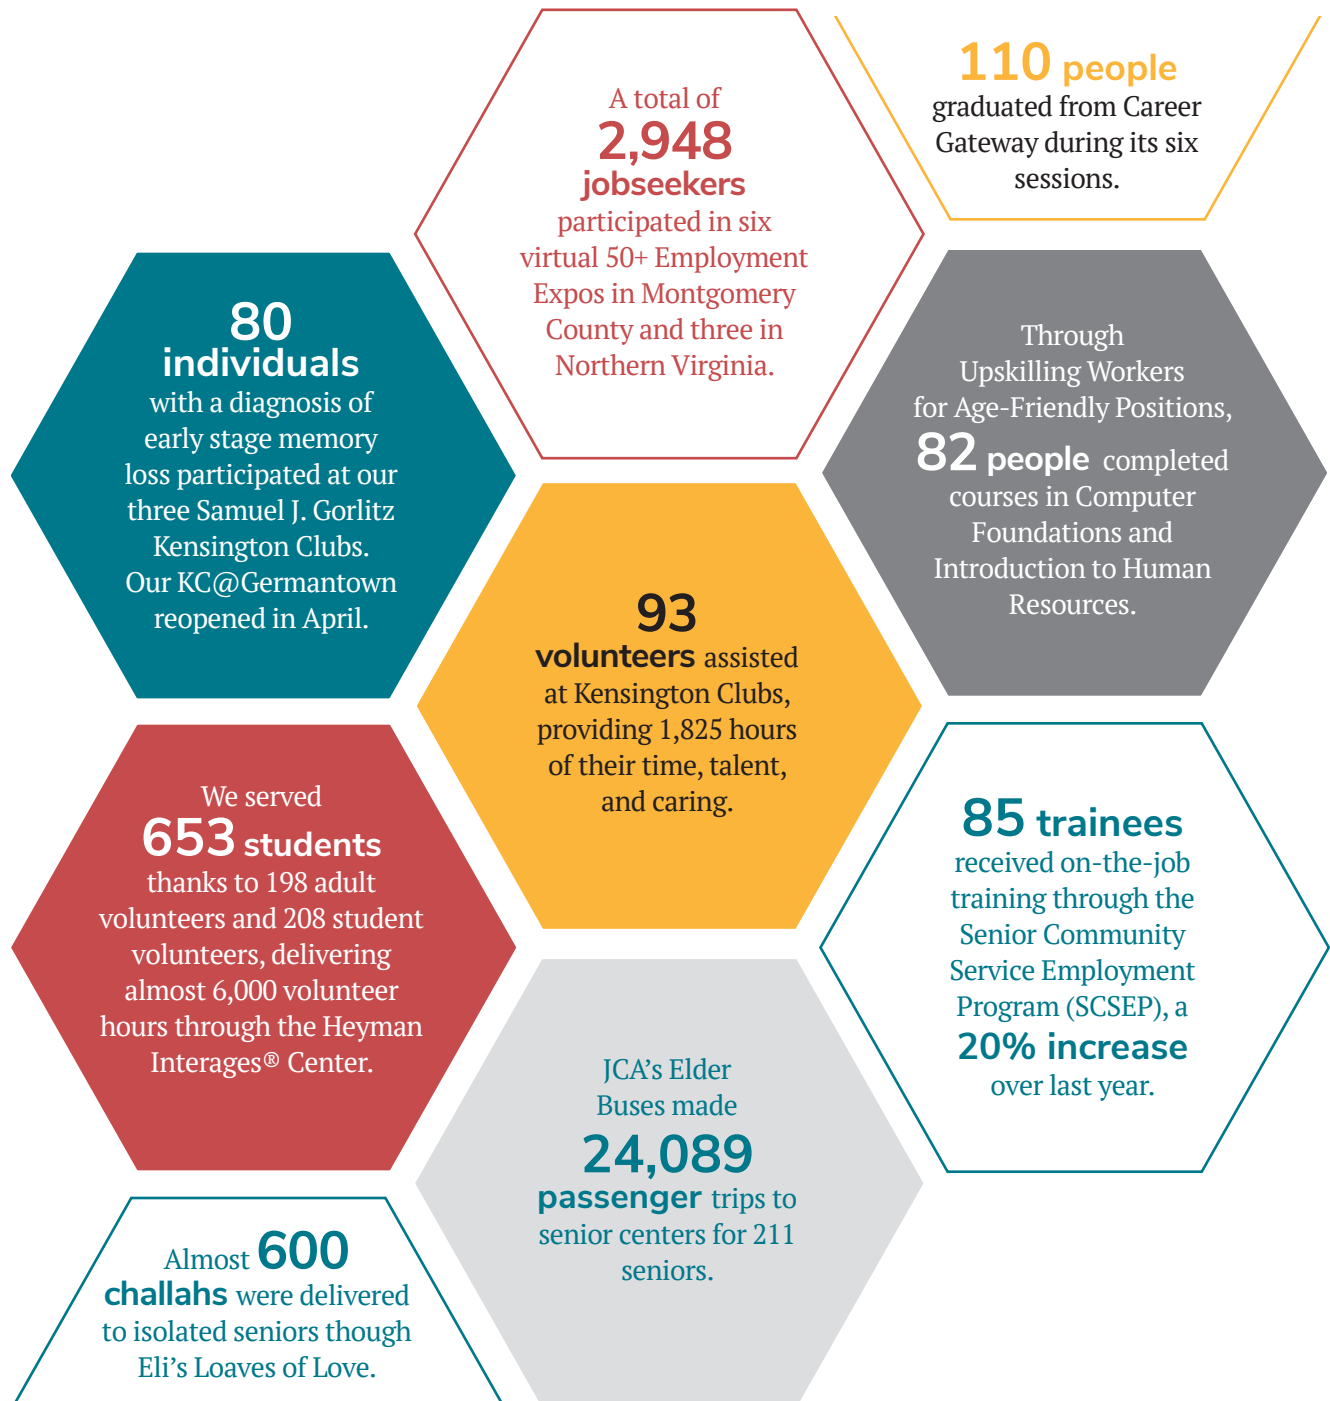 A total of
2,948
jobseekers
participated in six
virtual 50+ Employment
Expos in Montgomery
County and three in
Northern Virginia.
110 people
graduated from Career
Gateway during its six
sessions.
80
individuals
with a diagnosis of
early stage memory
loss participated at our
three Samuel J. Gorlitz
Kensington Clubs.
Our KC@Germantown
reopened in April.
Through
Upskilling Workers
for Age-Friendly Positions,
82 people completed
courses in Computer
Foundations and
Introduction to Human
Resources.
93
volunteers assisted
at Kensington Clubs,
providing 1,825 hours
of their time, talent,
and caring.
We served
653 students
thanks to 198 adult
volunteers and 208 student
volunteers, delivering
almost 6,000 volunteer
hours through the Heyman
Interages® Center.
85 trainees
received on-the-job
training through the
Senior Community
Service Employment
Program (SCSEP), a
20% increase
over last year.
JCA’s Elder
Buses made
24,089
passenger trips to
senior centers for 211
seniors.
Almost 600
challahs were delivered
to isolated seniors though
Eli’s Loaves of Love.